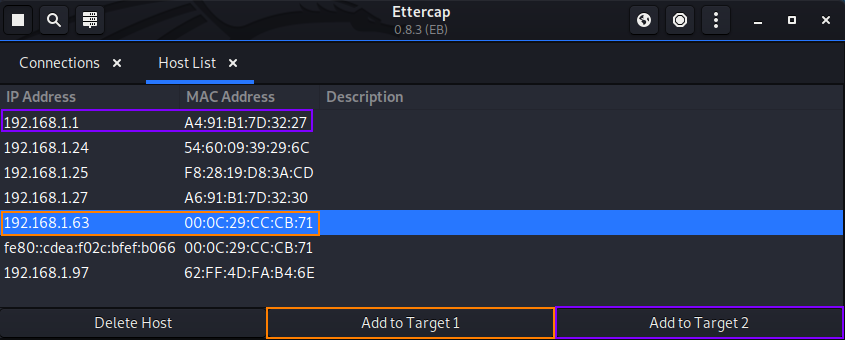 Ettercap
0.8.3 (EB)
Connections × Host List ×
IP Address MAC Address Description
192.168.1.1 A4:91:B1:7D:32:27
192.168.1.24 54:60:09:39:29:6C
192.168.1.25 F8:28:19:D8:3A:CD
192.168.1.27 A6:91:B1:7D:32:30
192.168.1.63 00:0C:29:CC:CB:71
fe80::cdea:f02c:bfef:b066 00:0C:29:CC:CB:71
192.168.1.97 62:FF:4D:FA:B4:6E
Delete Host Add to Target 1 Add to Target 2